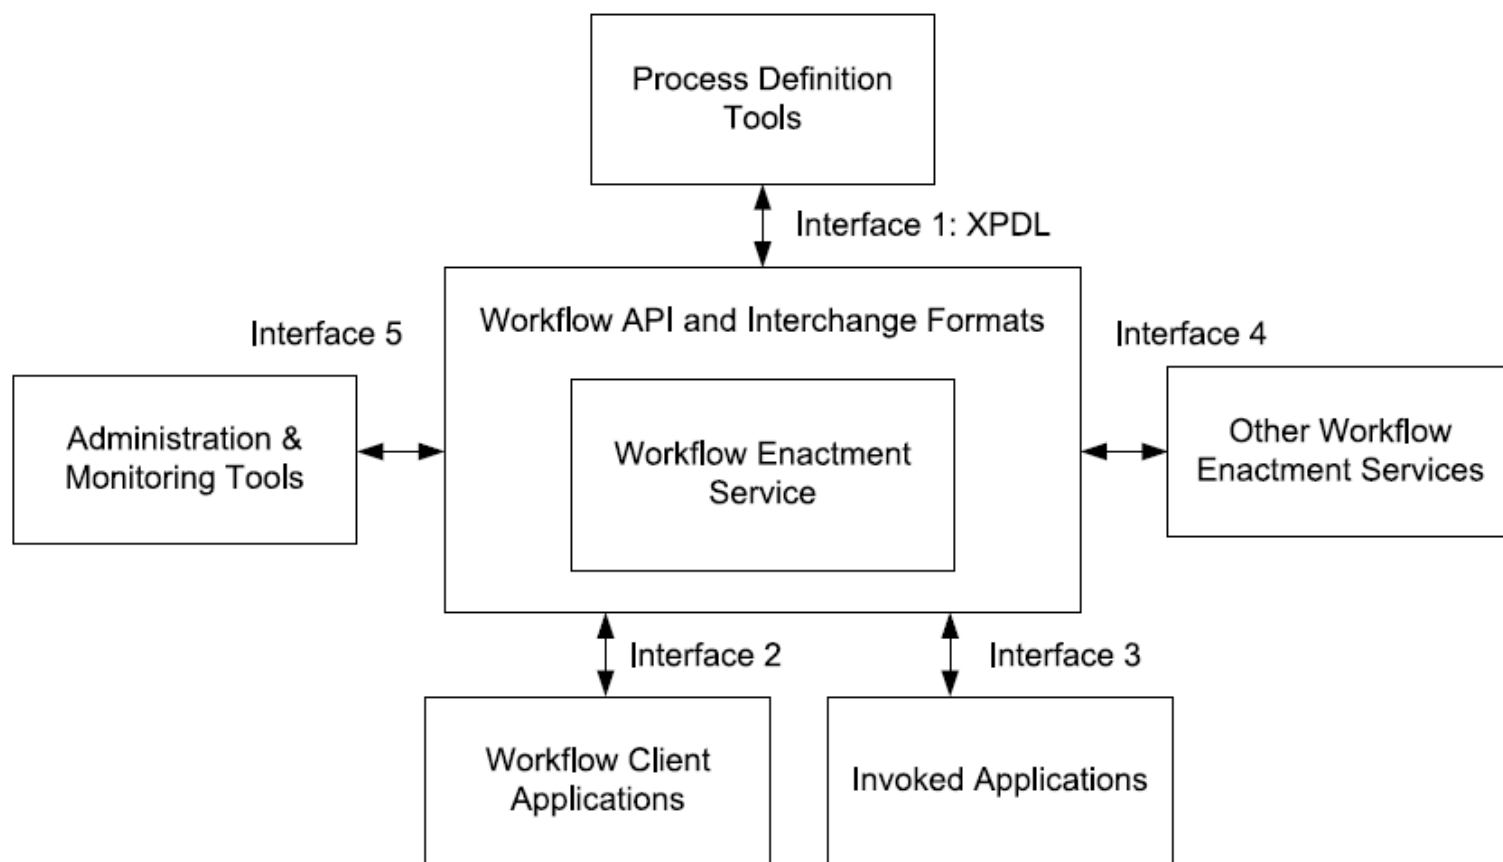 Process Definition
Tools
Interface 1: XPDL
Workflow API and Interchange Formats
Interface 5
Interface 4
Administration &
Monitoring Tools
Workflow Enactment
Service
Other Workflow
Enactment Services
Interface 2
Interface 3
Workflow Client
Applications
Invoked Applications